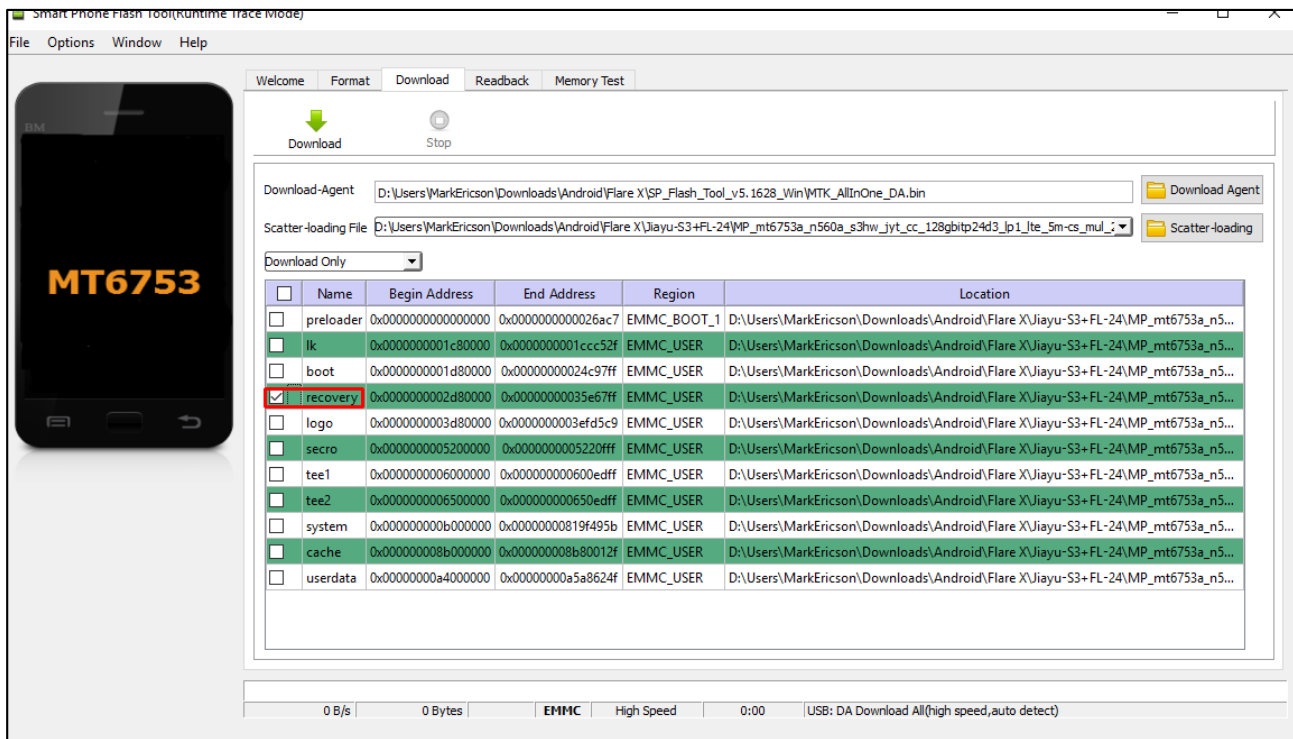 Smart Phone Flash Tool(Runtime Trace Mode)
File Options Window Help
Welcome Format Download Readback Memory Test
BM
Download Stop
Download-Agent D:\Users\MarkEricson\Downloads\Android\Flare X\SP_Flash_Tool_v5.1628_Win\MTK_AllInOne_DA.bin Download Agent
Scatter-loading File D:\Users\MarkEricson\Downloads\Android\Flare X\Jiayu-S3+FL-24\MP_mt6753a_n560a_s3hw_jyt_cc_128gbitp24d3_lp1_lte_5m-cs_mul_ Scatter-loading
Download Only
MT6753
Name Begin Address End Address Region Location
preloader 0x0000000000000000 0x0000000000026ac7 EMMC_BOOT_1 D:\Users\MarkEricson\Downloads\Android\Flare X\Jiayu-S3+FL-24\MP_mt6753a_n5...
lk 0x0000000001c80000 0x0000000001ccc52f EMMC_USER D:\Users\MarkEricson\Downloads\Android\Flare X\Jiayu-S3+FL-24\MP_mt6753a_n5...
boot 0x0000000001d80000 0x00000000024c97ff EMMC_USER D:\Users\MarkEricson\Downloads\Android\Flare X\Jiayu-S3+FL-24\MP_mt6753a_n5...
recovery 0x0000000002d80000 0x00000000035e67ff EMMC_USER D:\Users\MarkEricson\Downloads\Android\Flare X\Jiayu-S3+FL-24\MP_mt6753a_n5...
logo 0x0000000003d80000 0x0000000003efd5c9 EMMC_USER D:\Users\MarkEricson\Downloads\Android\Flare X\Jiayu-S3+FL-24\MP_mt6753a_n5...
secro 0x0000000005200000 0x0000000005220fff EMMC_USER D:\Users\MarkEricson\Downloads\Android\Flare X\Jiayu-S3+FL-24\MP_mt6753a_n5...
tee1 0x0000000006000000 0x000000000600edff EMMC_USER D:\Users\MarkEricson\Downloads\Android\Flare X\Jiayu-S3+FL-24\MP_mt6753a_n5...
tee2 0x0000000006500000 0x000000000650edff EMMC_USER D:\Users\MarkEricson\Downloads\Android\Flare X\Jiayu-S3+FL-24\MP_mt6753a_n5...
system 0x000000000b000000 0x00000000819f495b EMMC_USER D:\Users\MarkEricson\Downloads\Android\Flare X\Jiayu-S3+FL-24\MP_mt6753a_n5...
cache 0x000000008b000000 0x000000008b80012f EMMC_USER D:\Users\MarkEricson\Downloads\Android\Flare X\Jiayu-S3+FL-24\MP_mt6753a_n5...
userdata 0x00000000a4000000 0x00000000a5a8624f EMMC_USER D:\Users\MarkEricson\Downloads\Android\Flare X\Jiayu-S3+FL-24\MP_mt6753a_n5...
0 B/s 0 Bytes EMMC High Speed 0:00 USB: DA Download All(high speed,auto detect)